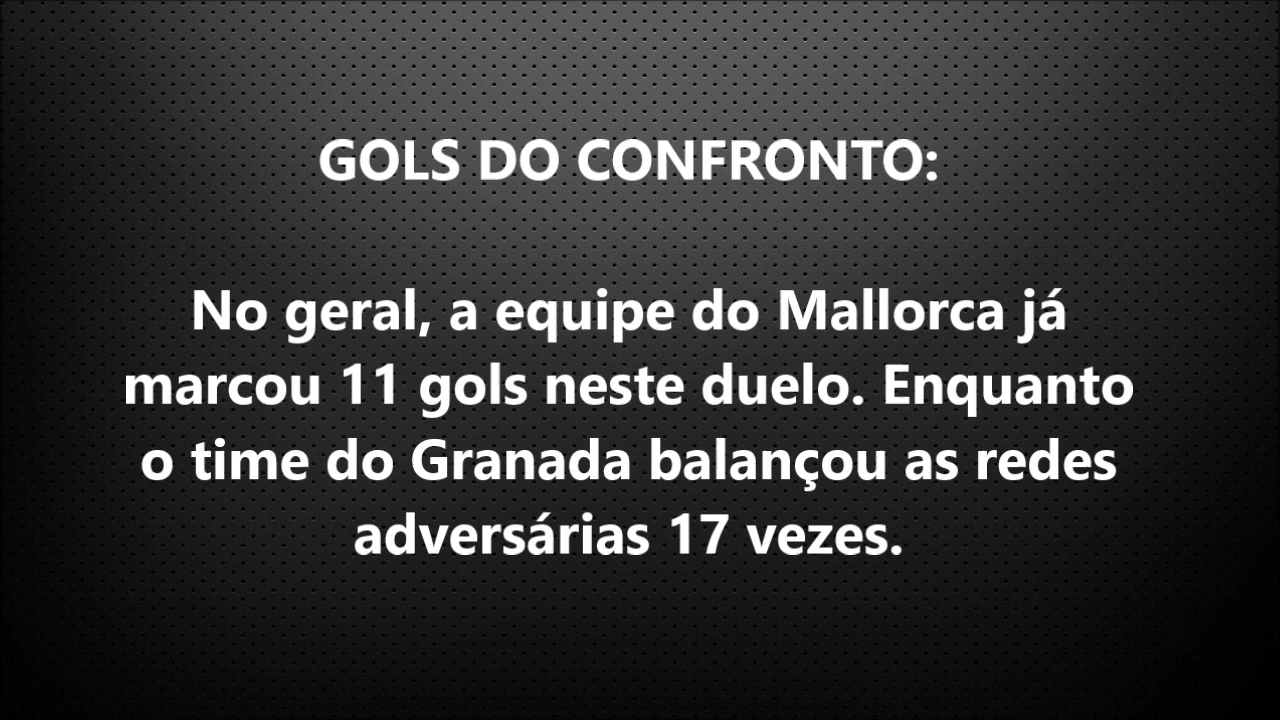 GOLS DO CONFRONTO:
No geral, a equipe do Mallorca já
marcou 11 gols neste duelo. Enquanto
o time do Granada balançou as redes
adversárias 17 vezes.